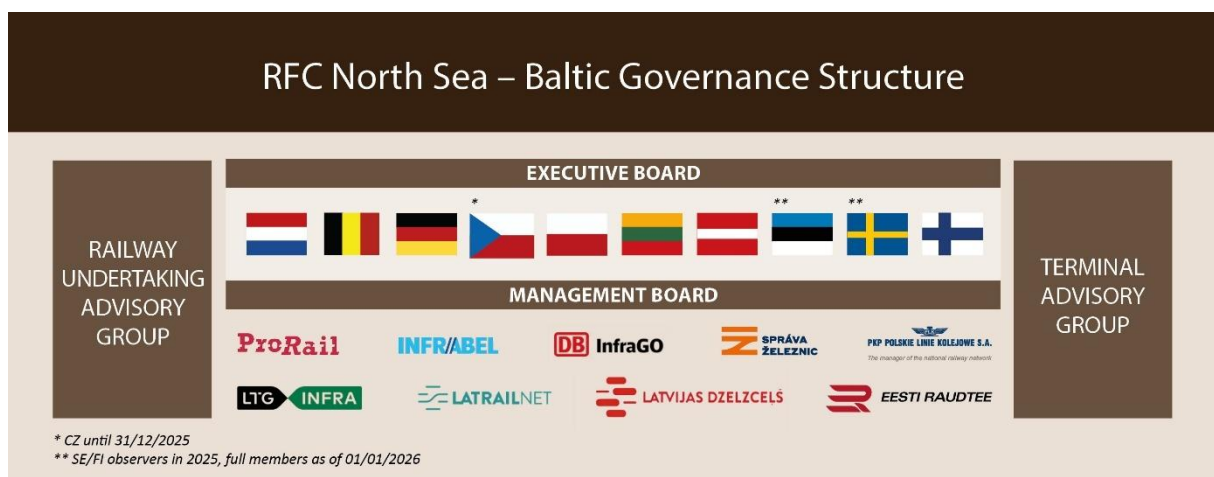 RFC North Sea – Baltic Governance Structure
RAILWAY
UNDERTAKING
ADVISORY
GROUP
EXECUTIVE BOARD
*
**
**
MANAGEMENT BOARD
ProRail
INFR/ABEL
DB InfraGO
SPRÁVA
ŽELEZNIC
PKP POLSKIE LINIE KOLEJOWE S.A.
The manager of the national railway network
LTG INFRA
LATRAILNET
LATVIJAS DZELZCEĻŠ
EESTI RAUDTEE
TERMINAL
ADVISORY
GROUP
* CZ until 31/12/2025
** SE/FI observers in 2025, full members as of 01/01/2026